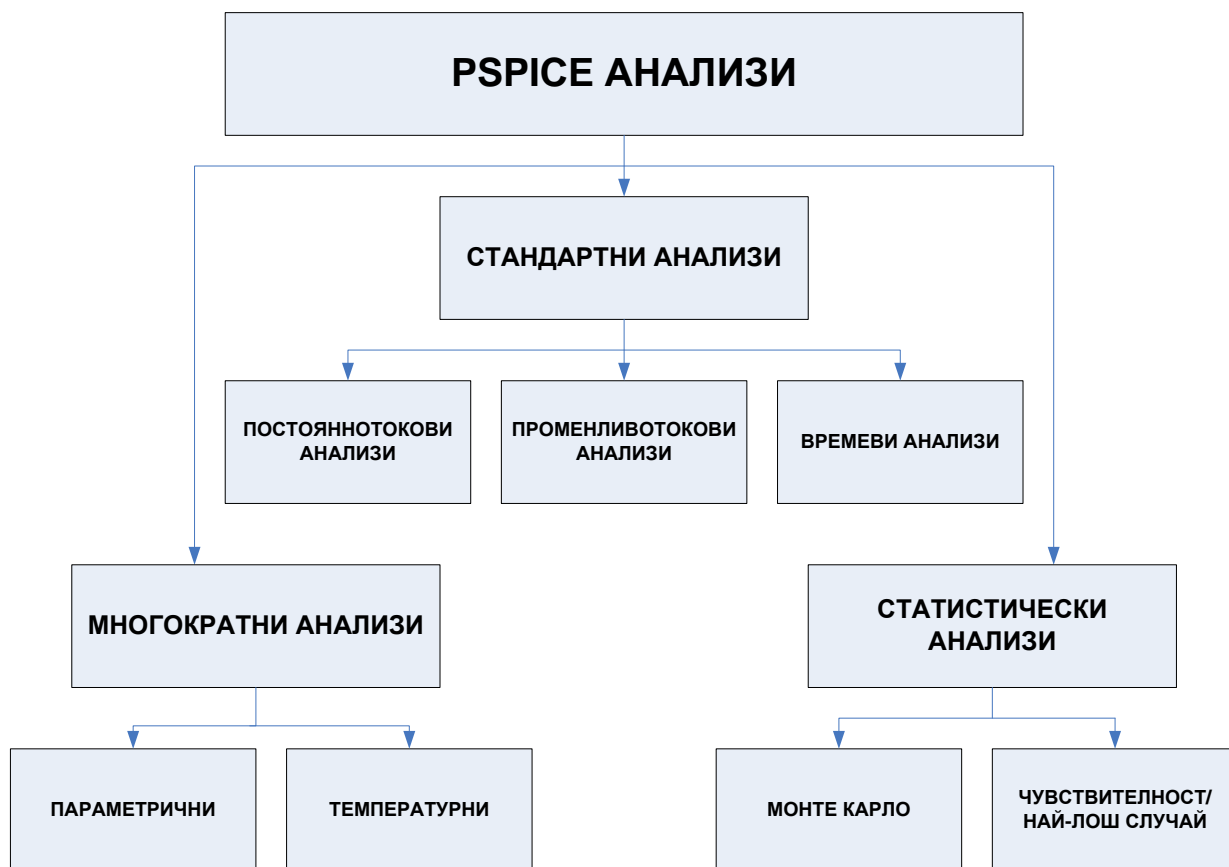 PSPICE АНАЛИЗИ
СТАНДАРТНИ АНАЛИЗИ
ПОСТОЯННОТОКОВИ
АНАЛИЗИ
ПРОМЕНЛИВОТОКОВИ
АНАЛИЗИ
ВРЕМЕВИ АНАЛИЗИ
МНОГОКРАТНИ АНАЛИЗИ
СТАТИСТИЧЕСКИ
АНАЛИЗИ
ПАРАМЕТРИЧНИ
ТЕМПЕРАТУРНИ
МОНТЕ КАРЛО
ЧУВСТВИТЕЛНОСТ/
НАЙ-ЛОШ СЛУЧАЙ